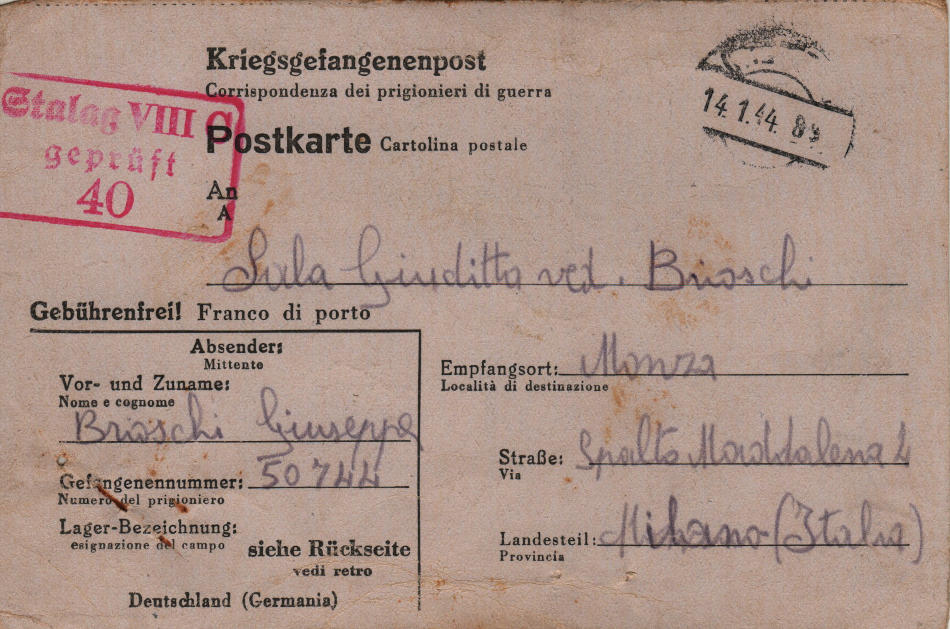 Kriegsgefangenenpost
Corrispondenza dei prigionieri di guerra
14.1.44. 8
Stalag VIII C
geprüft
40
Postkarte Cartolina postale
An
A
Sala Giuditta ved. Brioschi
Gebührenfrei! Franco di porto
Absender:
Mittente
Vor- und Zuname:
Nome e cognome
Brioschi Giuseppe
Gefangenennummer: 50744
Numero del prigioniero
Lager-Bezeichnung:
esignazione del campo
siehe Rückseite
vedi retro
Deutschland (Germania)
Empfangsort: Monza
Località di destinazione
Straße: Spalto Maddalena 2
Via
Landesteil: Milano (Italia)
Provincia